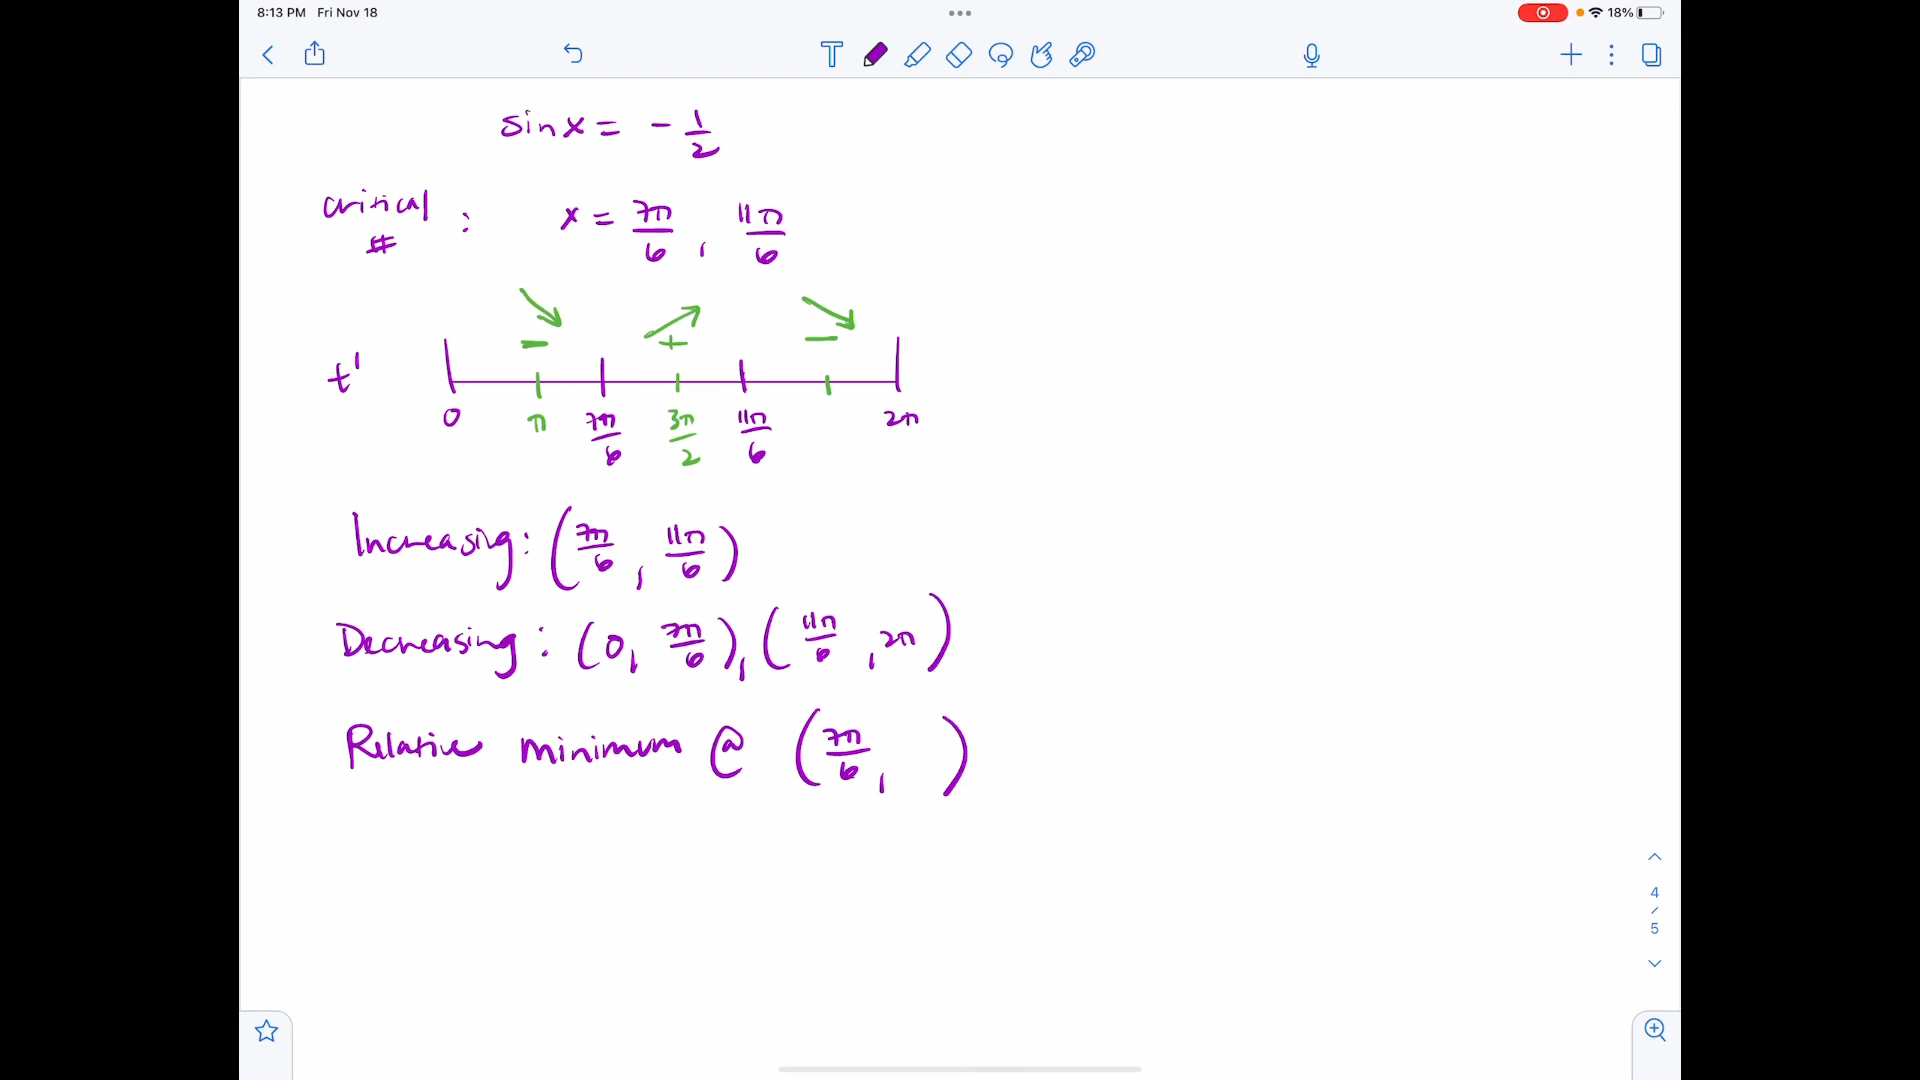 8:13 PM Fri Nov 18
18%
sin x = - 1/2
critical # : x = 7π/6 , 11π/6
- + -
t'
0 π 7π/6 3π/2 11π/6 2π
Increasing: (7π/6 , 11π/6)
Decreasing: (0, 7π/6), (11π/6, 2π)
Relative minimum @ (7π/6, )
4
/
5